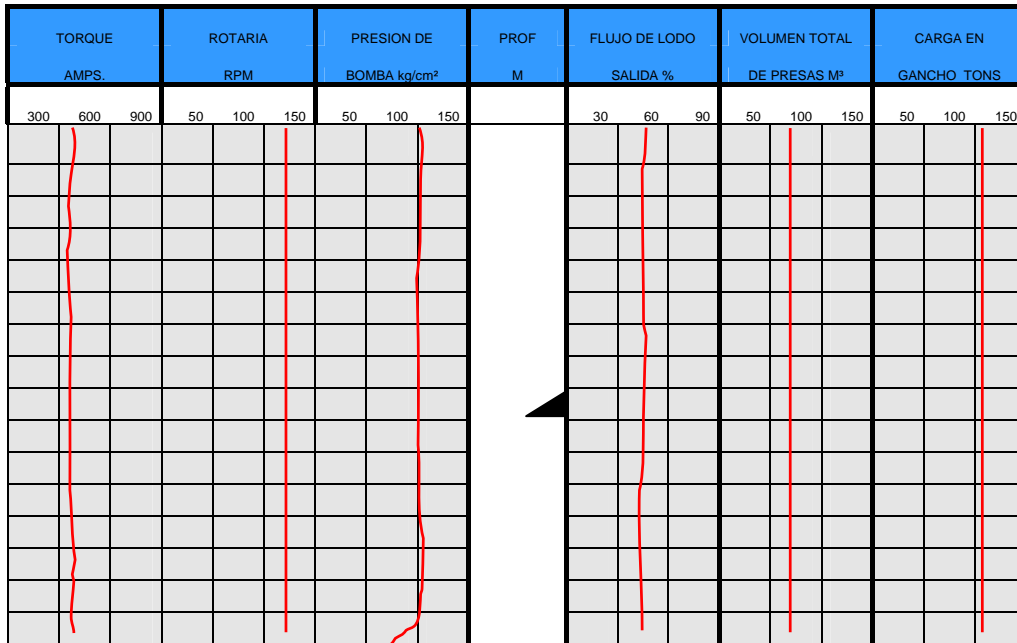 TORQUE ROTARIA PRESION DE PROF FLUJO DE LODO VOLUMEN TOTAL CARGA EN
AMPS. RPM BOMBA kg/cm² M SALIDA % DE PRESAS M³ GANCHO TONS
300 600 900 50 100 150 50 100 150 30 60 90 50 100 150 50 100 150